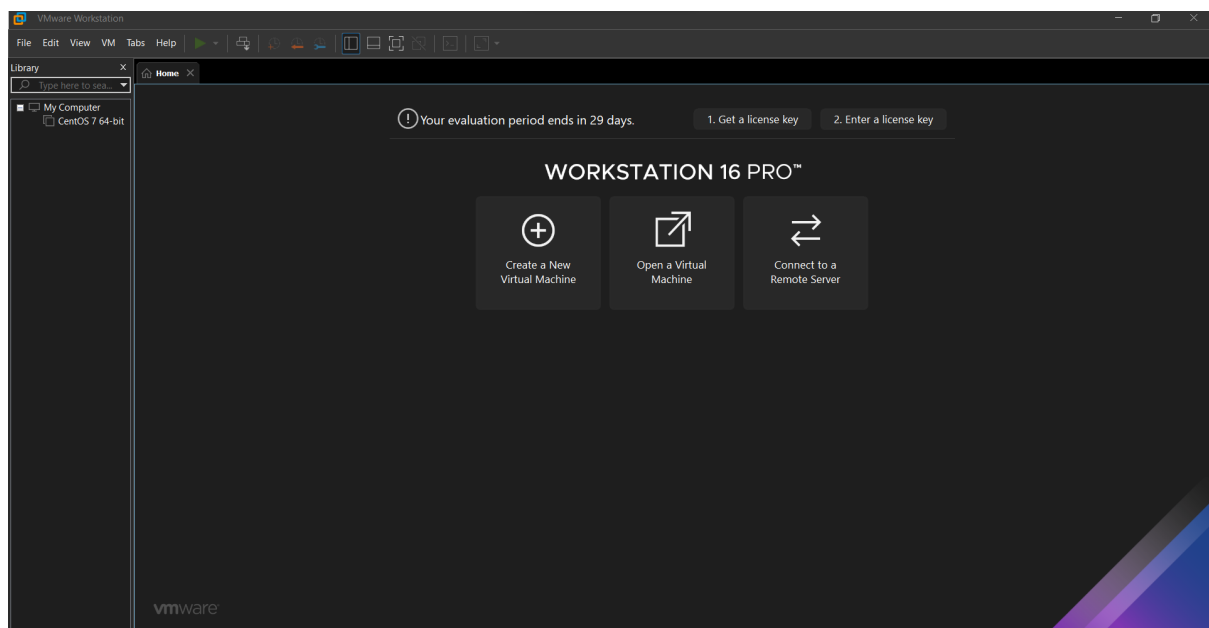 VMware Workstation
File Edit View VM Tabs Help
Library X
Home
Type here to sea...
My Computer
CentOS 7 64-bit
Your evaluation period ends in 29 days. 1. Get a license key 2. Enter a license key
WORKSTATION 16 PRO™
Create a New
Virtual Machine
Open a Virtual
Machine
Connect to a
Remote Server
vmware